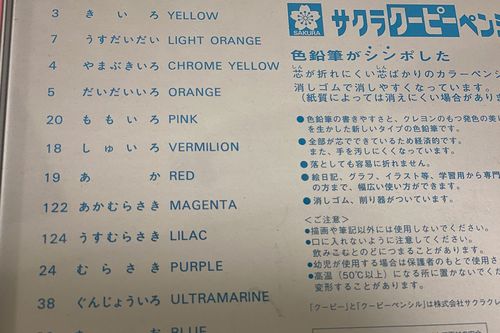 3 きいろ YELLOW
7 うすだいだい LIGHT ORANGE
4 やまぶきいろ CHROME YELLOW
5 だいだいいろ ORANGE
20 ももいろ PINK
18 しゅいろ VERMILION
19 あか RED
122 あかむらさき MAGENTA
124 うすむらさき LILAC
24 むらさき PURPLE
38 ぐんじょういろ ULTRAMARINE
お BLUE
SAKURA
サクラクーピーペン
色鉛筆がシンポした
芯が折れにくい芯ばかりのカラーペンシ
消しゴムで消しやすくなっています。
（紙質によっては消えにくい場合があり
●色鉛筆の書きやすさと、クレヨンのもつ発色の美
を生かした新しいタイプの色鉛筆です。
●全部が芯でできているため経済的です。
また、手を汚しにくくなっています。
●落としても容易に折れません。
●絵日記、グラフ、イラスト等、学習用から専門
の方まで、幅広い使い方ができます。
●消しゴム、削り器がついています。
〈ご注意〉
●描画や筆記以外には使用しないでください。
●口に入れないように注意してください。
飲みこむとのどにつまることがあります。
●幼児が使用する場合は保護者のもとで使用さ
●高温（50℃以上）になる所に置かないでくだ
変形することがあります。
「クーピー」と「クーピーペンシル」は株式会社サクラクレ